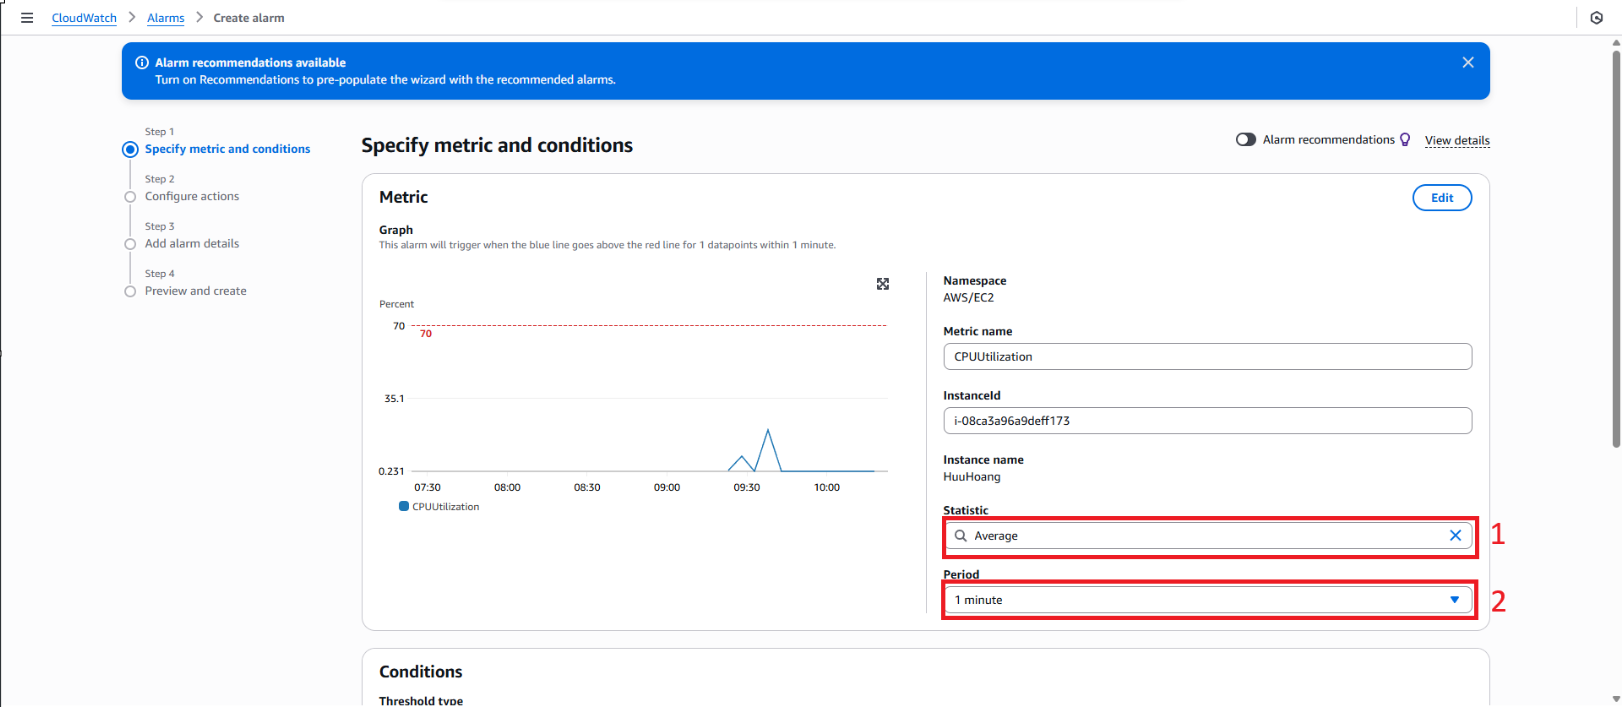 CloudWatch > Alarms > Create alarm
Alarm recommendations available
Turn on Recommendations to pre-populate the wizard with the recommended alarms.
Step 1
Specify metric and conditions
Step 2
Configure actions
Step 3
Add alarm details
Step 4
Preview and create
Specify metric and conditions
Alarm recommendations View details
Metric
Edit
Graph
This alarm will trigger when the blue line goes above the red line for 1 datapoints within 1 minute.
Percent
70
70
35.1
0.231
07:30 08:00 08:30 09:00 09:30 10:00
CPUUtilization
Namespace
AWS/EC2
Metric name
CPUUtilization
InstanceId
i-08ca3a96a9deff173
Instance name
HuuHoang
Statistic
Average
1
Period
1 minute
2
Conditions
Threshold type